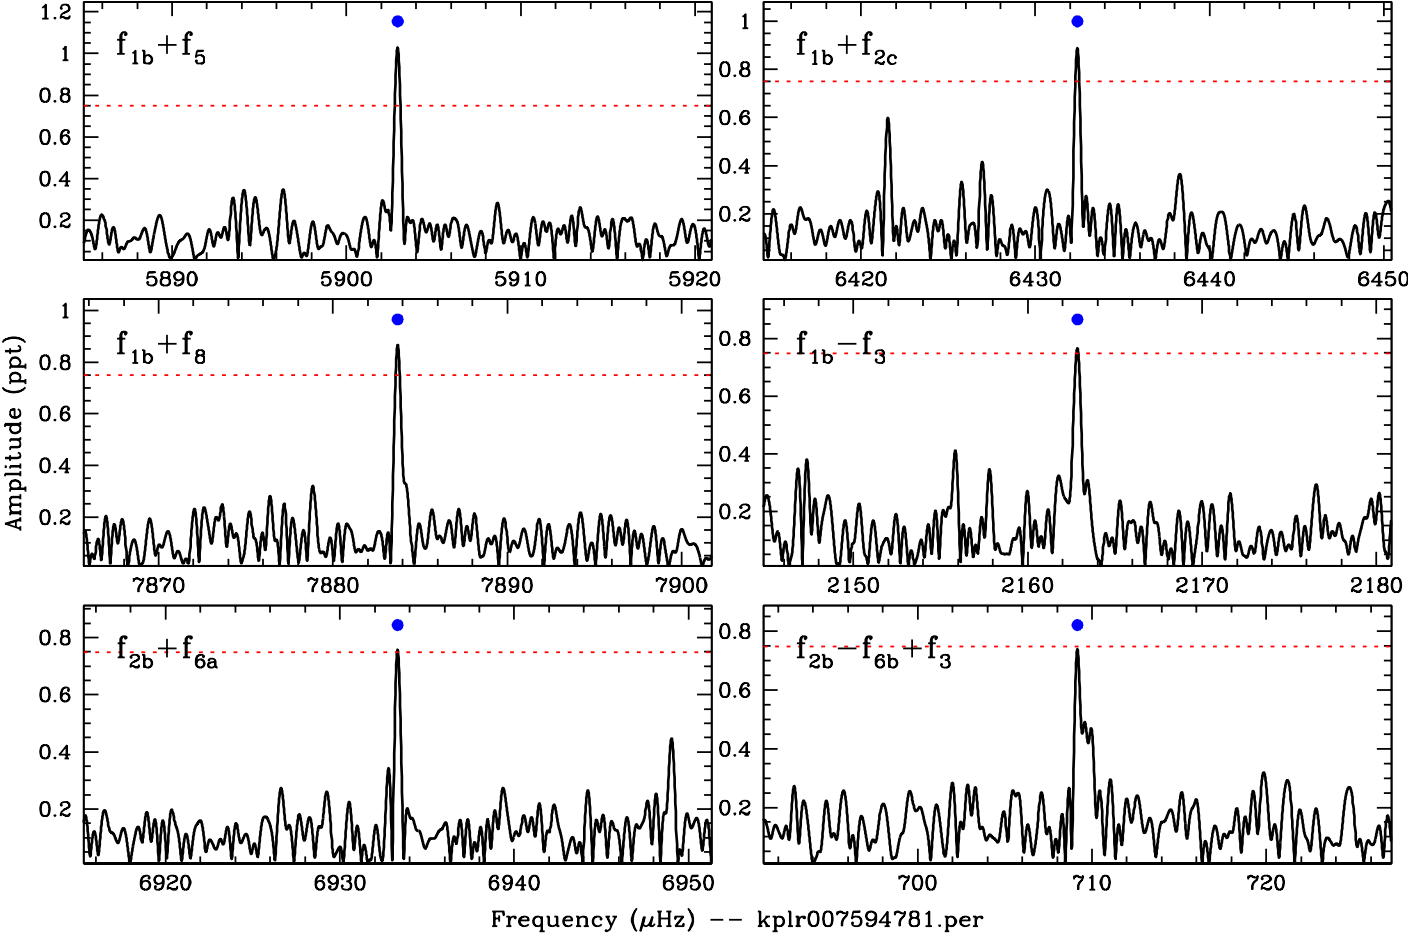 f1b+f5
1.2
1
0.8
0.6
0.4
0.2
5890 5900 5910 5920
f1b+f2c
1
0.8
0.6
0.4
0.2
6420 6430 6440 6450
f1b+f8
1
0.8
0.6
0.4
0.2
7870 7880 7890 7900
f1b−f3
0.8
0.6
0.4
0.2
2150 2160 2170 2180
f2b+f6a
0.8
0.6
0.4
0.2
6920 6930 6940 6950
f2b−f6b+f3
0.8
0.6
0.4
0.2
700 710 720
Amplitude (ppt)
Frequency (μHz) −− kplr007594781.per